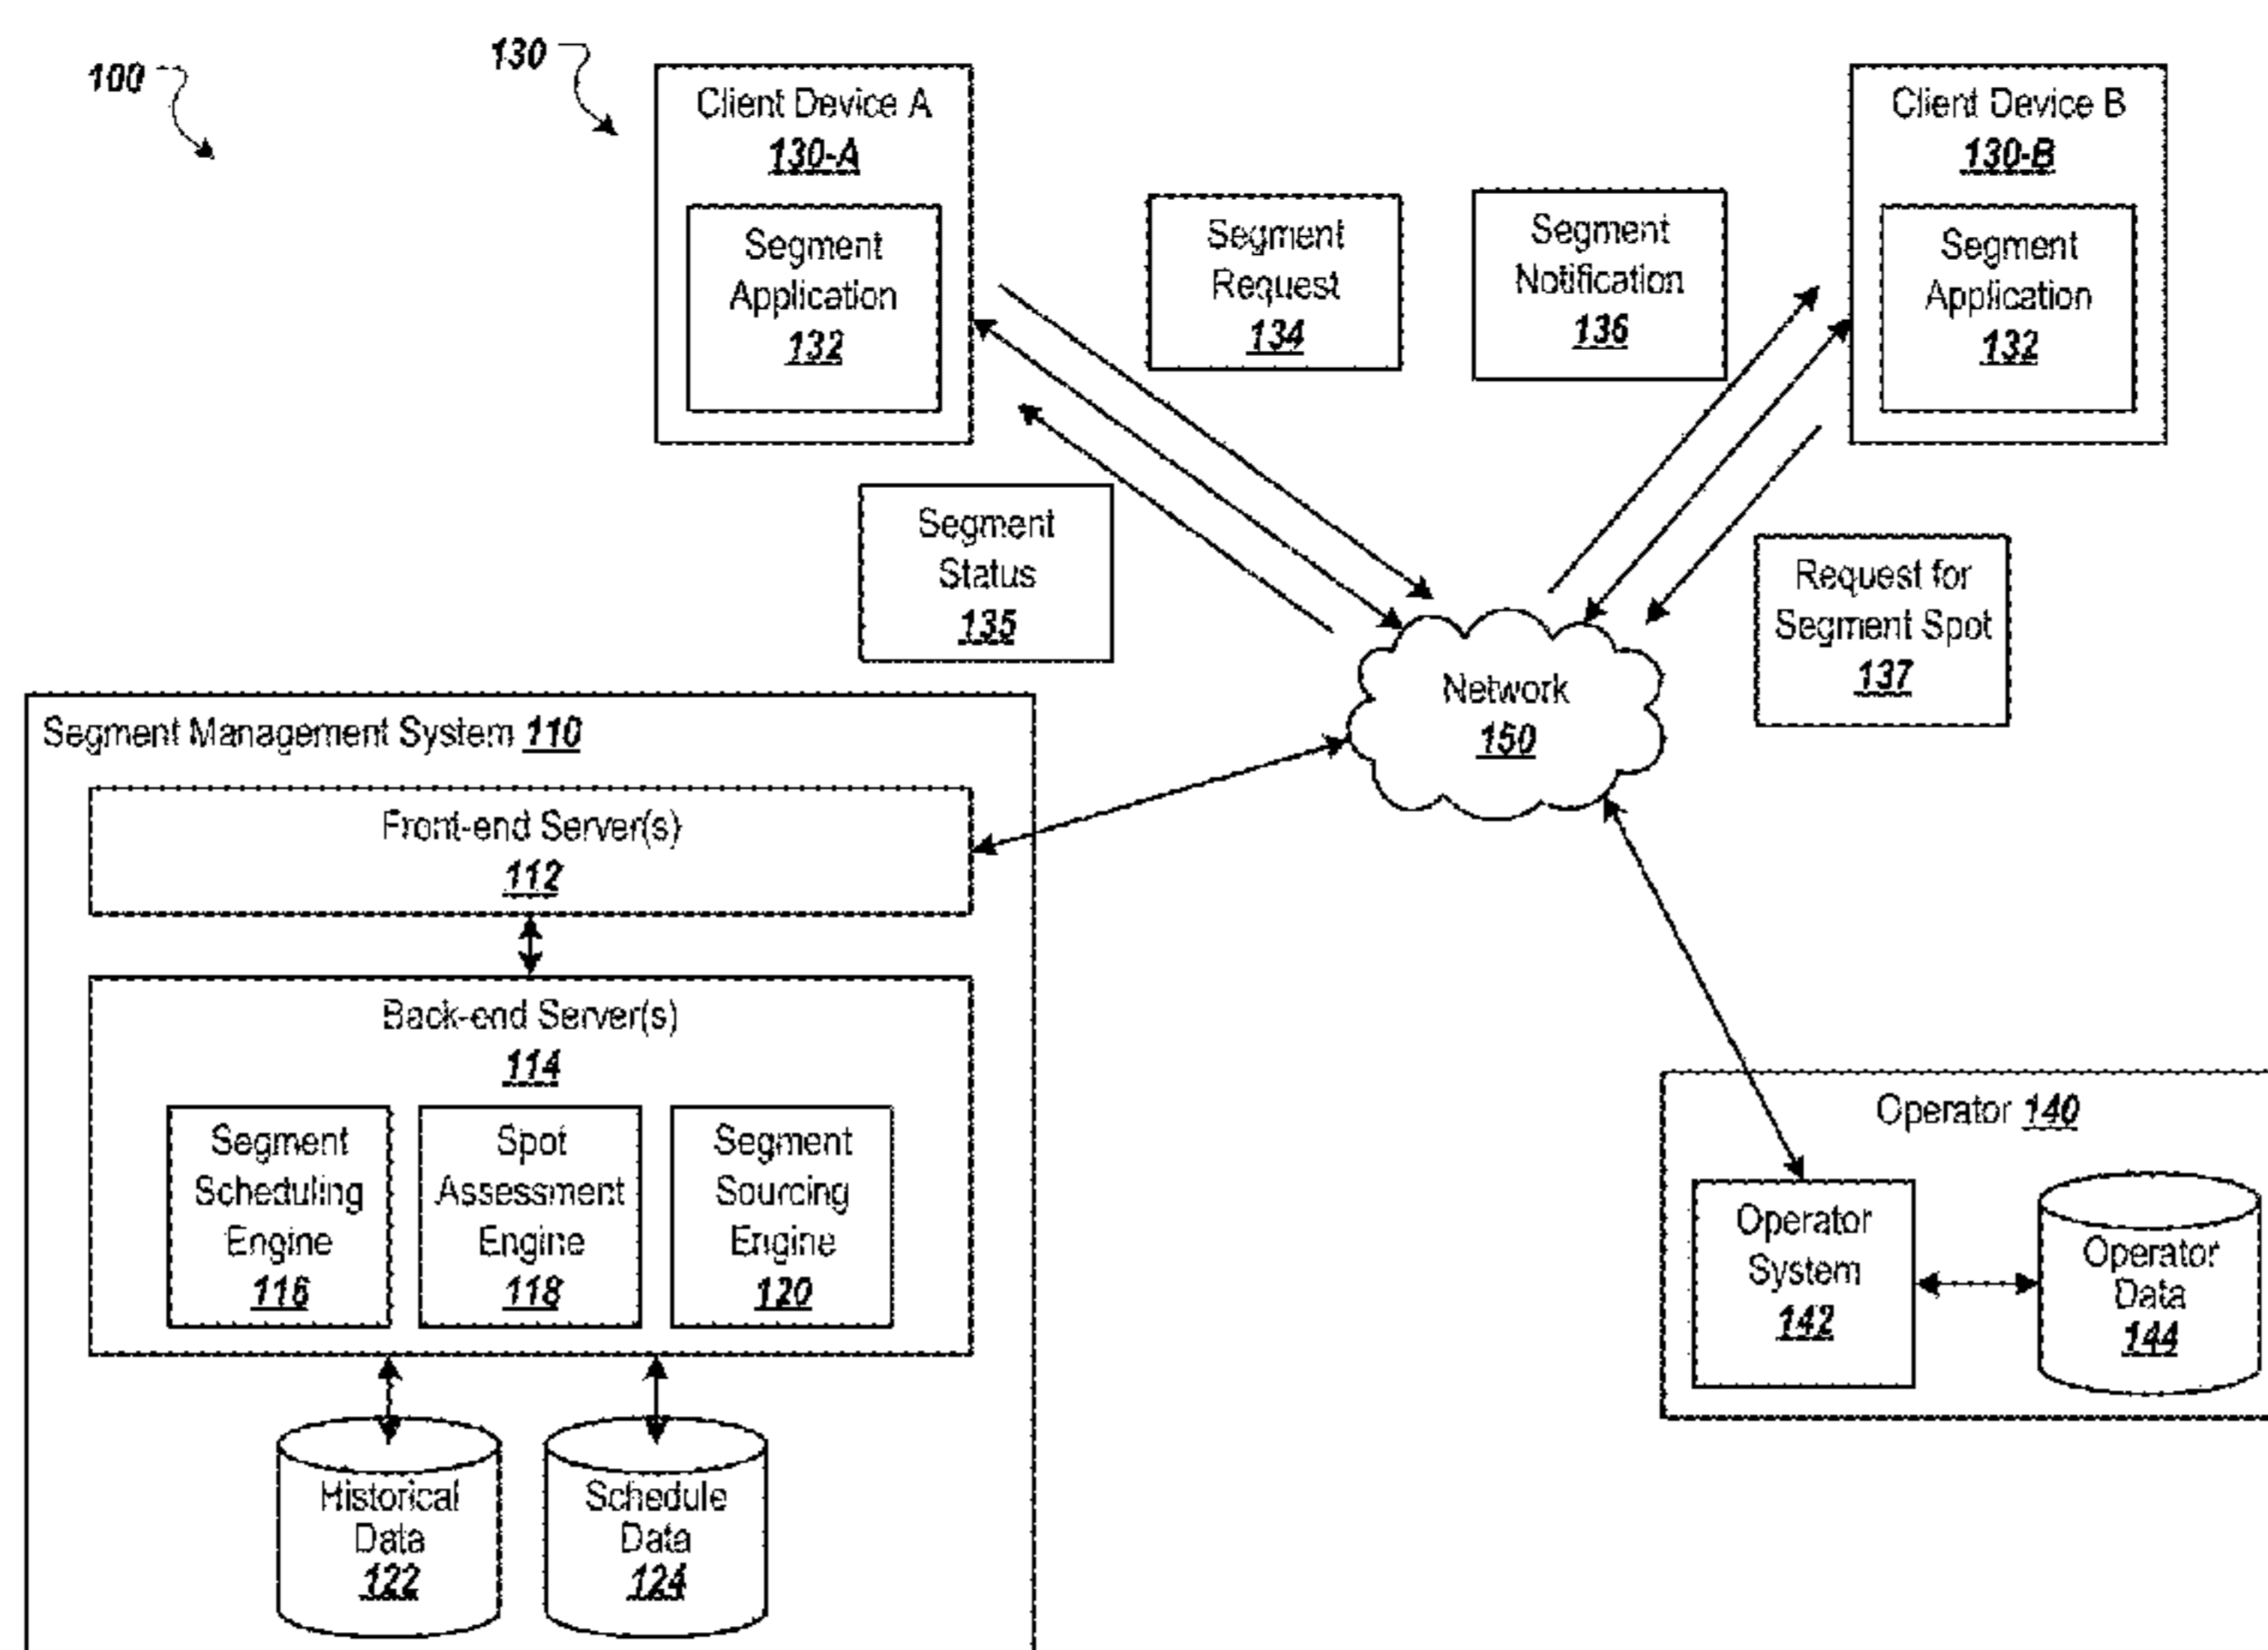 100
130
Client Device A
130-A
Segment
Application
132
Segment
Request
134
Segment
Notification
136
Client Device B
130-B
Segment
Application
132
Segment
Status
135
Request for
Segment Spot
137
Network
150
Segment Management System 110
Front-end Server(s)
112
Back-end Server(s)
114
Segment
Scheduling
Engine
116
Spot
Assessment
Engine
118
Segment
Sourcing
Engine
120
Historical
Data
122
Schedule
Data
124
Operator 140
Operator
System
142
Operator
Data
144